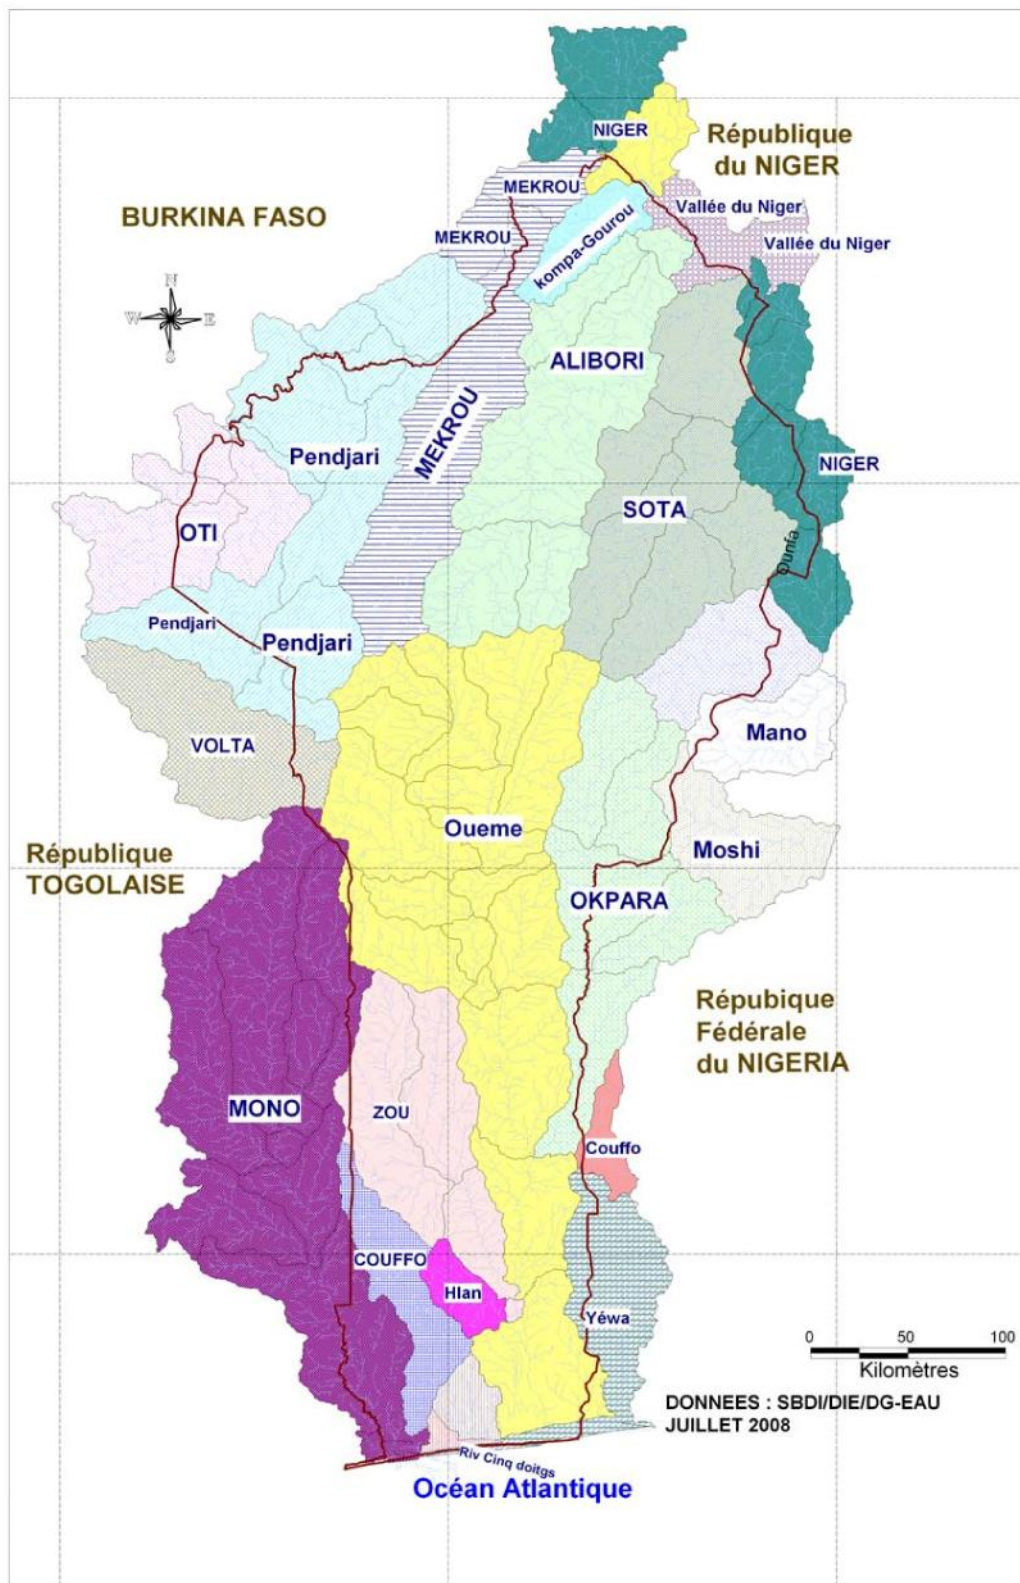 NIGER
République
du NIGER
MEKROU
Vallée du Niger
BURKINA FASO
MEKROU
kompa-Gourou
Vallée du Niger
N
W
E
S
ALIBORI
MEKROU
Pendjari
NIGER
SOTA
OTI
Ounfa
Pendjari
Pendjari
Mano
VOLTA
Oueme
République
TOGOLAISE
Moshi
OKPARA
Répubique
Fédérale
du NIGERIA
MONO
ZOU
Couffo
COUFFO
Hlan
Yéwa
0 50 100
Kilomètres
DONNEES : SBDI/DIE/DG-EAU
JUILLET 2008
Riv Cinq doitgs
Océan Atlantique